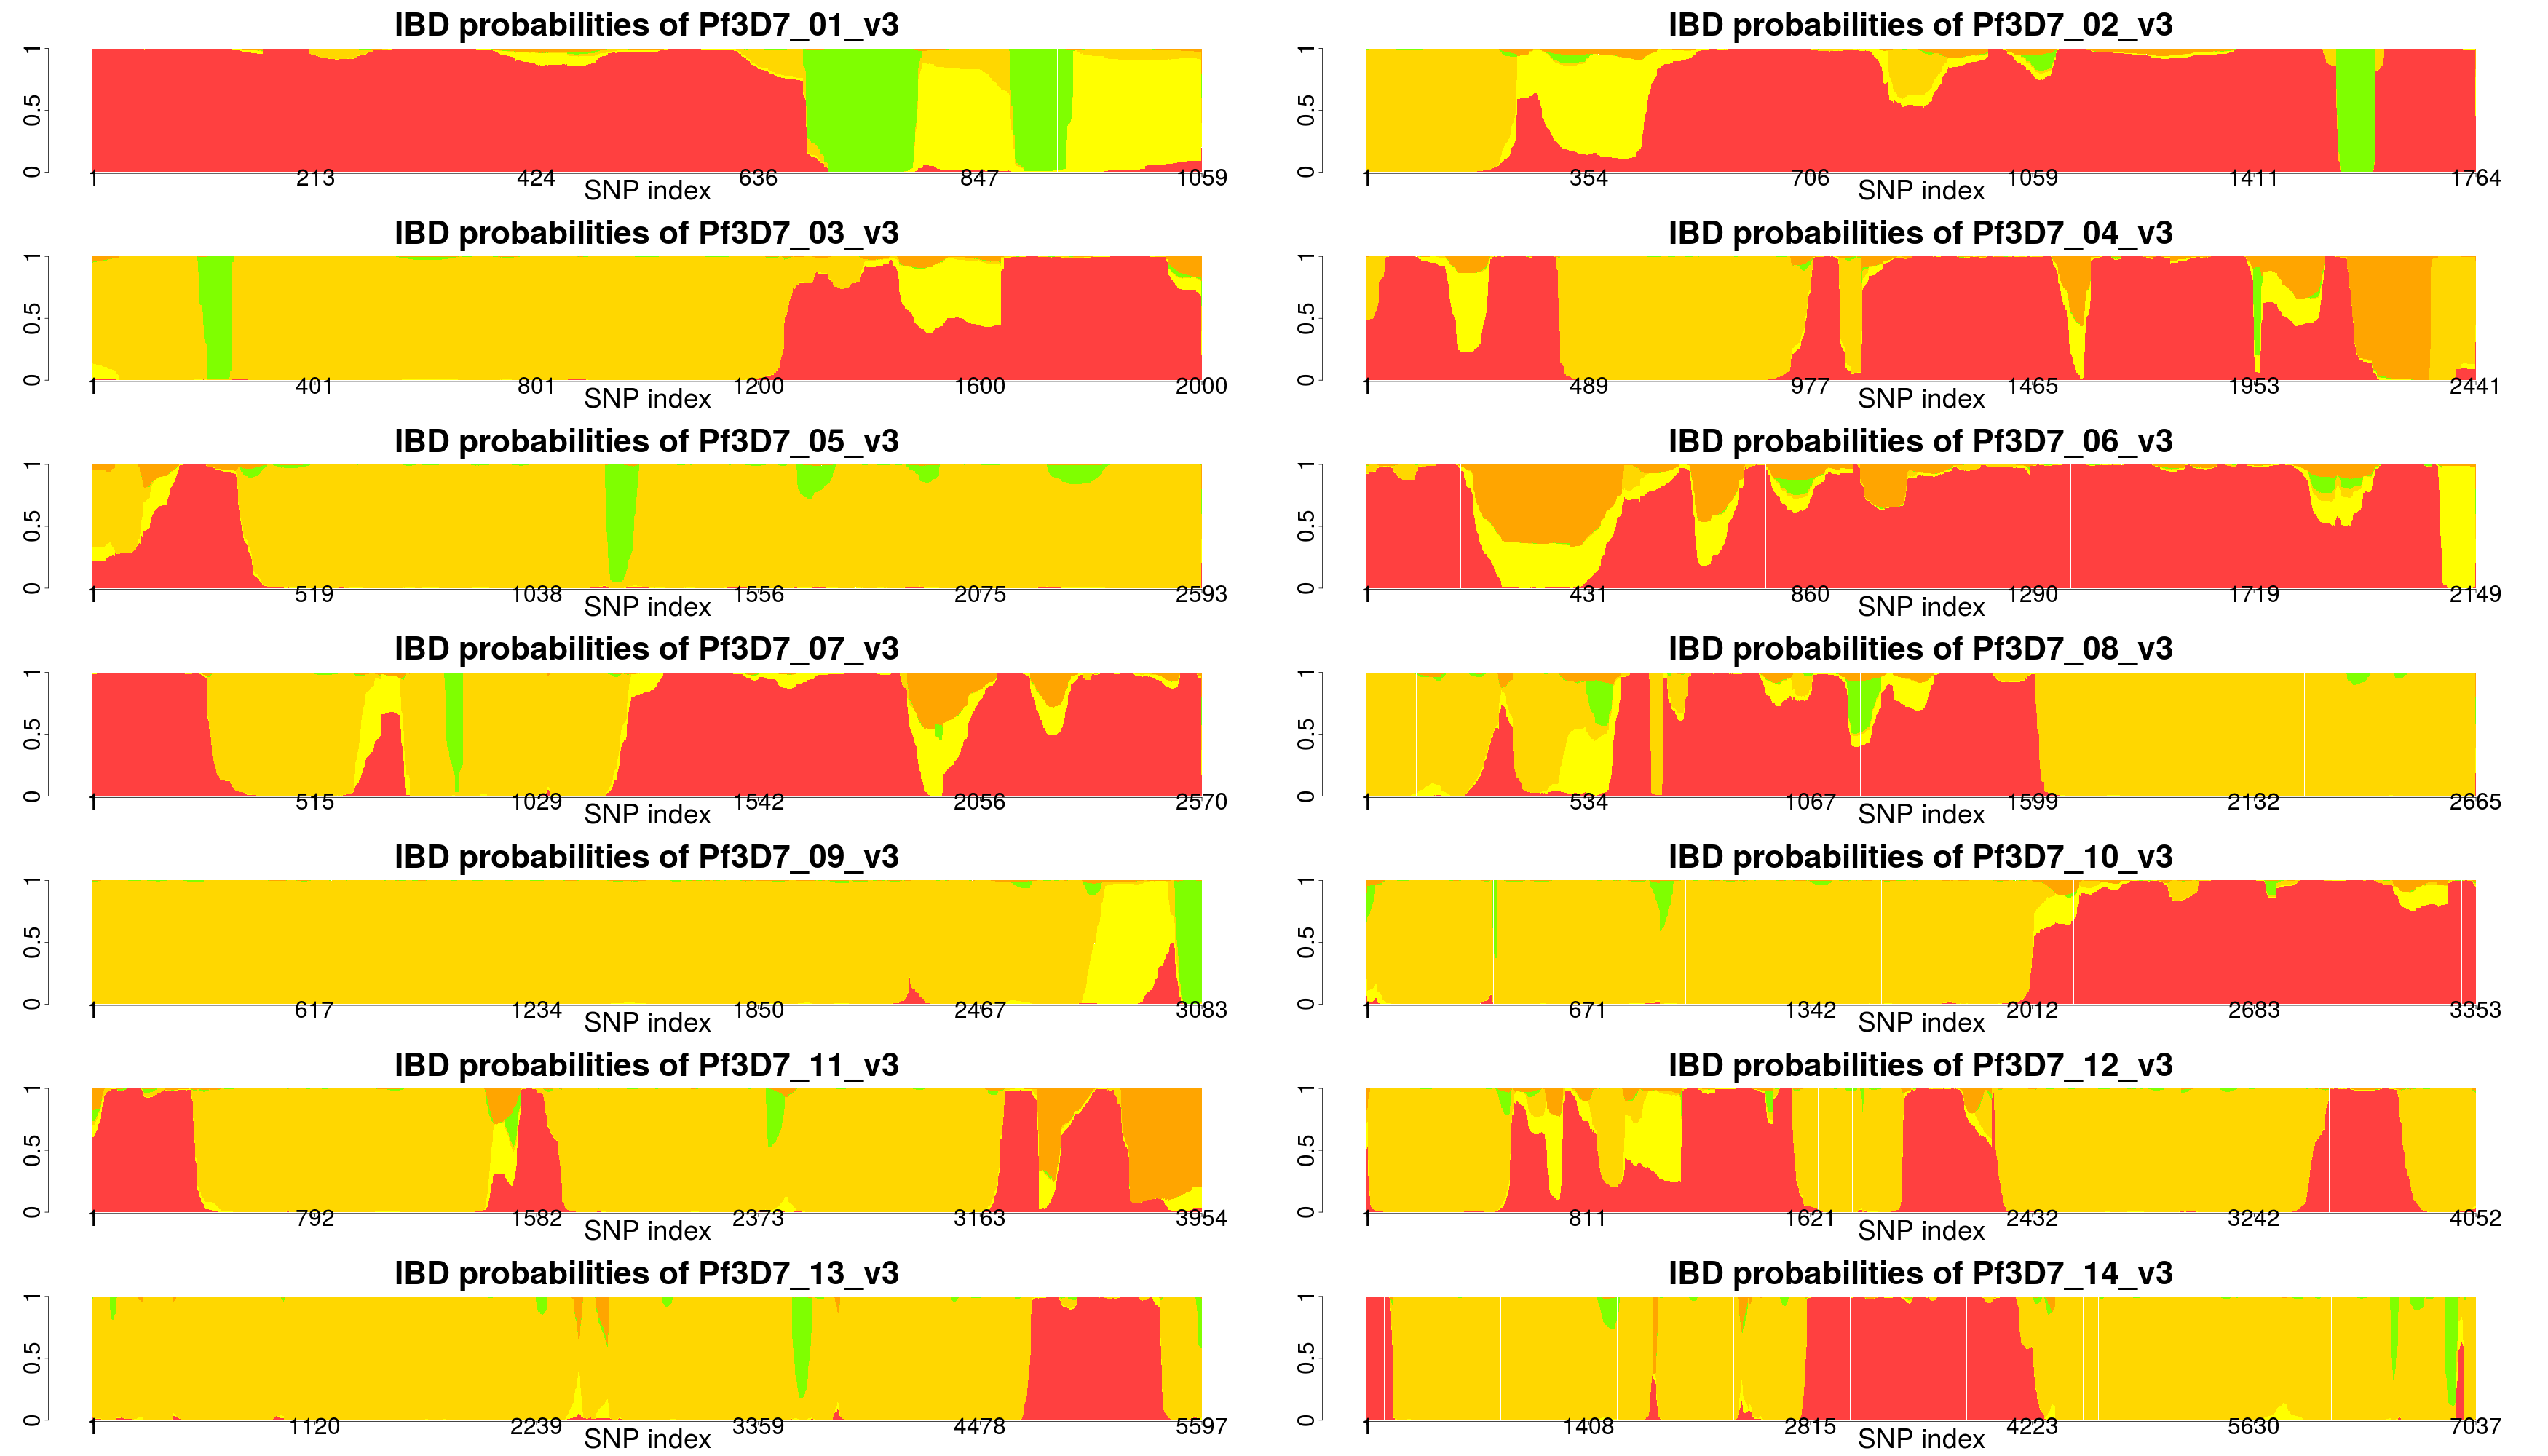 IBD probabilities of Pf3D7_01_v3
0 0.5 1
1 213 424 636 847 1059
SNP index
IBD probabilities of Pf3D7_02_v3
0 0.5 1
1 354 706 1059 1411 1764
SNP index
IBD probabilities of Pf3D7_03_v3
0 0.5 1
1 401 801 1200 1600 2000
SNP index
IBD probabilities of Pf3D7_04_v3
0 0.5 1
1 489 977 1465 1953 2441
SNP index
IBD probabilities of Pf3D7_05_v3
0 0.5 1
1 519 1038 1556 2075 2593
SNP index
IBD probabilities of Pf3D7_06_v3
0 0.5 1
1 431 860 1290 1719 2149
SNP index
IBD probabilities of Pf3D7_07_v3
0 0.5 1
1 515 1029 1542 2056 2570
SNP index
IBD probabilities of Pf3D7_08_v3
0 0.5 1
1 534 1067 1599 2132 2665
SNP index
IBD probabilities of Pf3D7_09_v3
0 0.5 1
1 617 1234 1850 2467 3083
SNP index
IBD probabilities of Pf3D7_10_v3
0 0.5 1
1 671 1342 2012 2683 3353
SNP index
IBD probabilities of Pf3D7_11_v3
0 0.5 1
1 792 1582 2373 3163 3954
SNP index
IBD probabilities of Pf3D7_12_v3
0 0.5 1
1 811 1621 2432 3242 4052
SNP index
IBD probabilities of Pf3D7_13_v3
0 0.5 1
1 1120 2239 3359 4478 5597
SNP index
IBD probabilities of Pf3D7_14_v3
0 0.5 1
1 1408 2815 4223 5630 7037
SNP index